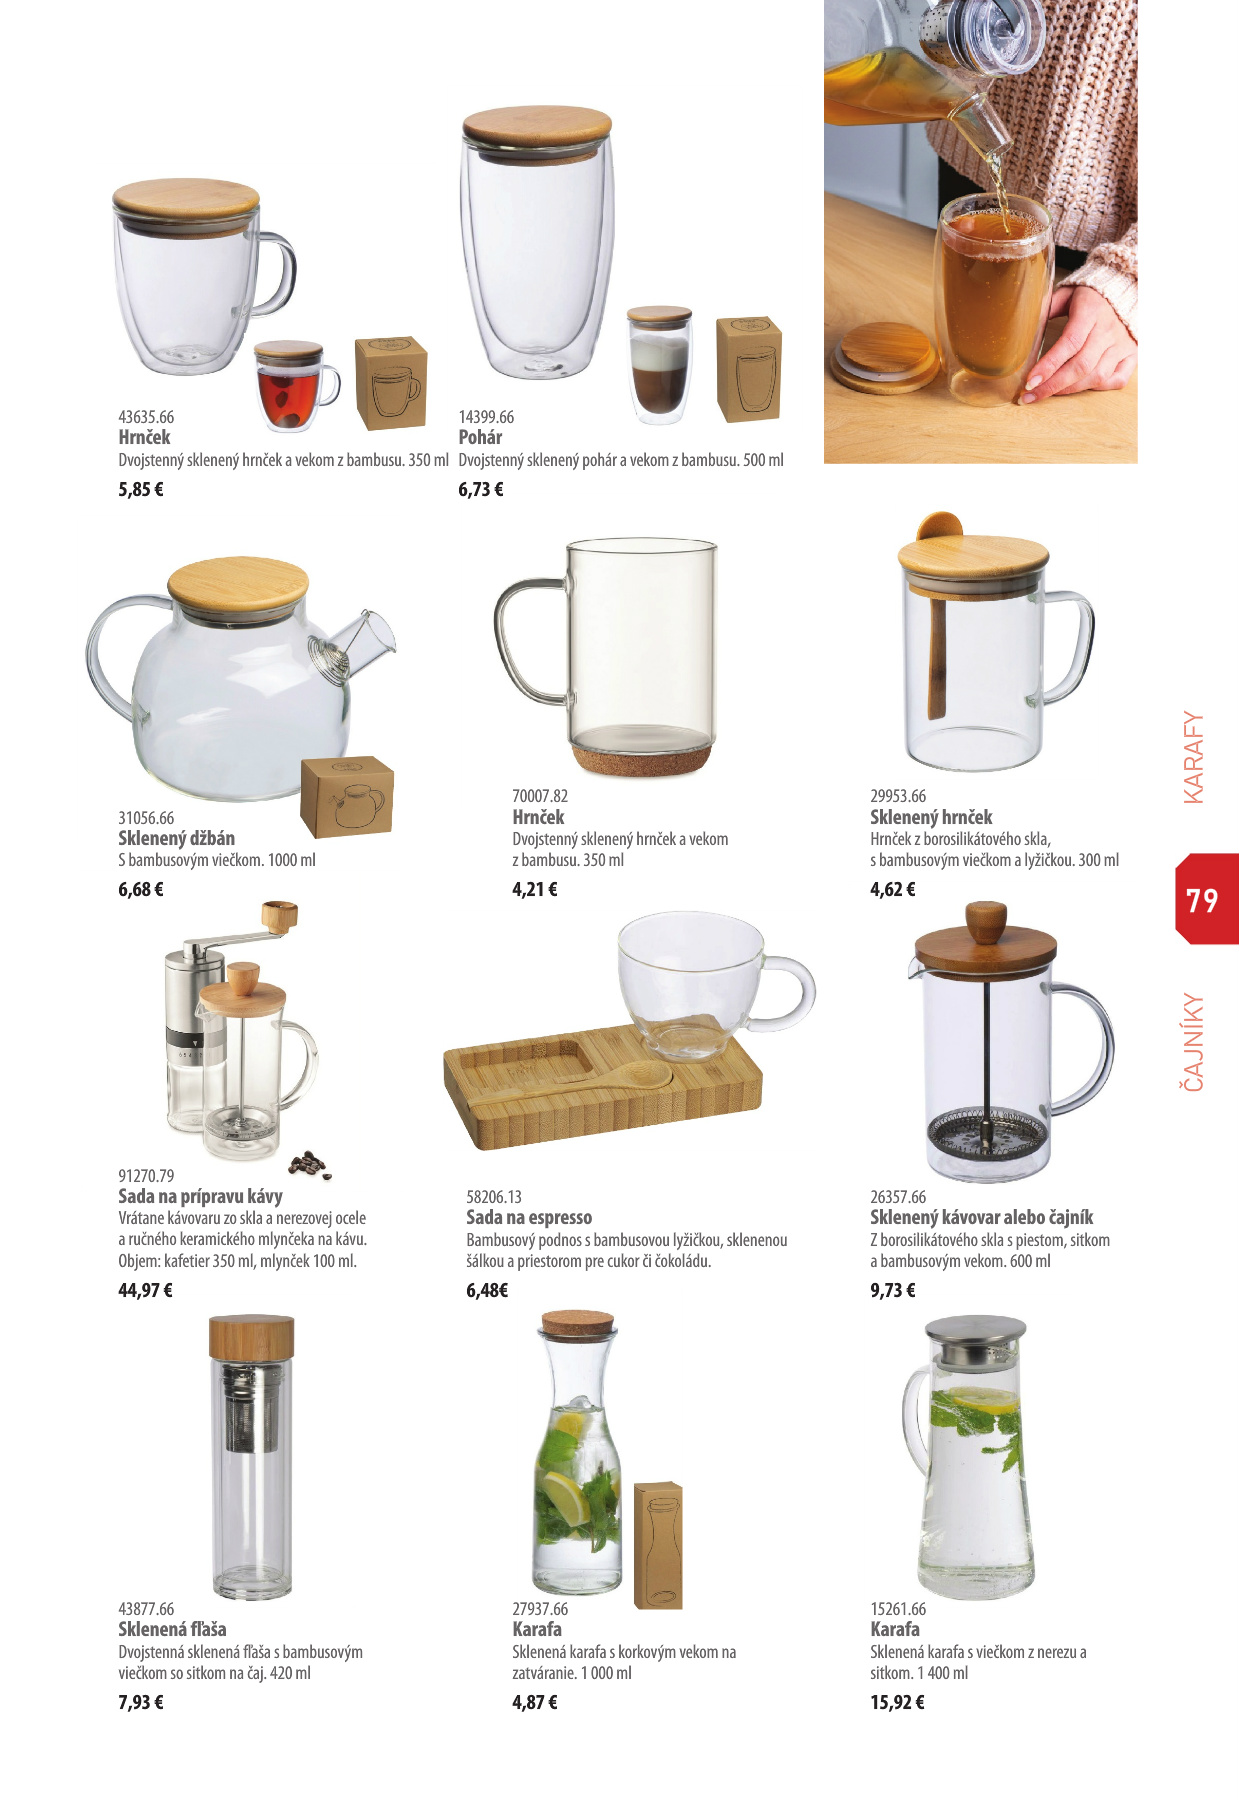 43635.66
Hrnček
Dvojstenný sklenený hrnček a vekom z bambusu. 350 ml
5,85 €
14399.66
Pohár
Dvojstenný sklenený pohár a vekom z bambusu. 500 ml
6,73 €
31056.66
Sklenený džbán
S bambusovým viečkom. 1000 ml
6,68 €
70007.82
Hrnček
Dvojstenný sklenený hrnček a vekom
z bambusu. 350 ml
4,21 €
29953.66
Sklenený hrnček
Hrnček z borosilikátového skla,
s bambusovým viečkom a lyžičkou. 300 ml
4,62 €
KARAFY
79
ČAJNÍKY
91270.79
Sada na prípravu kávy
Vrátane kávovaru zo skla a nerezovej ocele
a ručného keramického mlynčeka na kávu.
Objem: kafetier 350 ml, mlynček 100 ml.
44,97 €
58206.13
Sada na espresso
Bambusový podnos s bambusovou lyžičkou, sklenenou
šálkou a priestorom pre cukor či čokoládu.
6,48€
26357.66
Sklenený kávovar alebo čajník
Z borosilikátového skla s piestom, sitkom
a bambusovým vekom. 600 ml
9,73 €
43877.66
Sklenená fľaša
Dvojstenná sklenená fľaša s bambusovým
viečkom so sitkom na čaj. 420 ml
7,93 €
27937.66
Karafa
Sklenená karafa s korkovým vekom na
zatváranie. 1 000 ml
4,87 €
15261.66
Karafa
Sklenená karafa s viečkom z nerezu a
sitkom. 1 400 ml
15,92 €